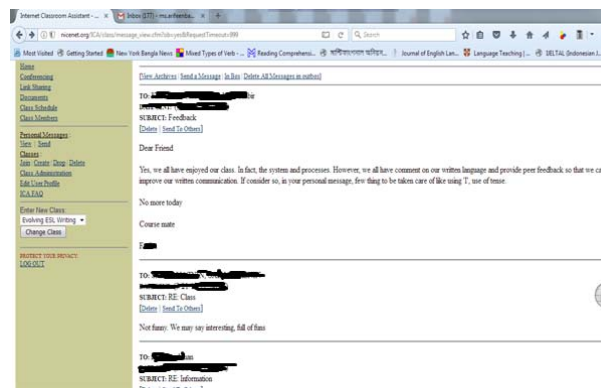 Internet Classroom Assistant - ...
Inbox (177) -
nicenet.org/ICA/class/message_view.cfm?
Search
Most Visited
Getting Started
New York Bangla News
Mixed Types of Verb - ...
Reading Comprehensi...
Journal of English Lan...
Language Teaching | ...
SELTAL (Indonesian J...
Home
Conferencing
Link Sharing
Documents
Class Schedule
Class Members
Personal Messages:
View | Send
Classes:
Join | Create | Drop | Delete
Class Administration
Edit User Profile
ICA FAQ
Enter New Class:
Evolving ESL Writing
Change Class
PROTECT YOUR PRIVACY
LOG OUT
[View Archives | Send a Message | In Box | Delete All Messages in
TO:
SUBJECT: Feedback
[Delete | Send To Others]
Dear Friend
Yes, we all have enjoyed our class. In fact, the system and processes. However, we all have comment on our written language and provide peer feedback so that we ca
improve our written communication. If consider so, in your personal message, few thing to be taken care of like using 'I', use of tense.
No more today
Course mate
TO:
SUBJECT: RE: Class
[Delete | Send To Others]
Not funny. We may say interesting, full of funs
TO:
SUBJECT: RE: Information